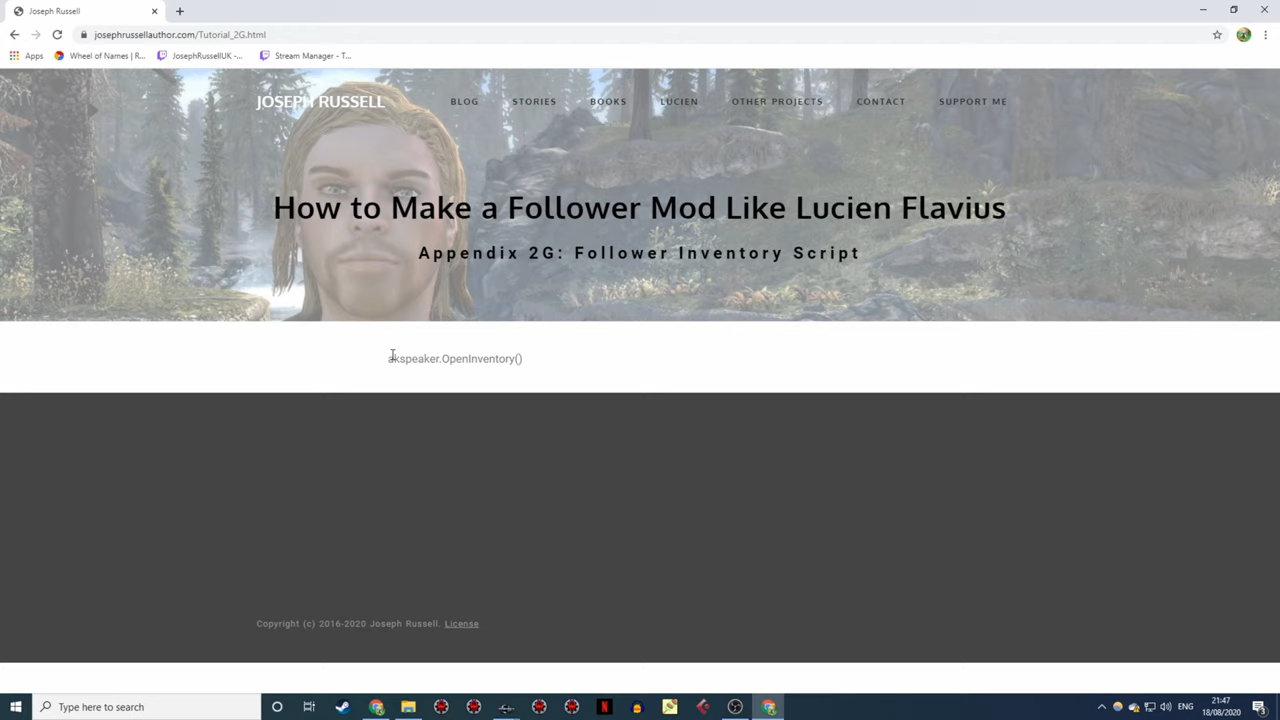 Joseph Russell
josephrussellauthor.com/Tutorial_2G.html
Apps
Wheel of Names | R...
JosephRussellUK -...
Stream Manager - T...
JOSEPH RUSSELL
BLOG
STORIES
BOOKS
LUCIEN
OTHER PROJECTS
CONTACT
SUPPORT ME
How to Make a Follower Mod Like Lucien Flavius
Appendix 2G: Follower Inventory Script
akspeaker.OpenInventory()
Copyright (c) 2016-2020 Joseph Russell. License
Type here to search
N
ENG
21:47
18/08/2020
3